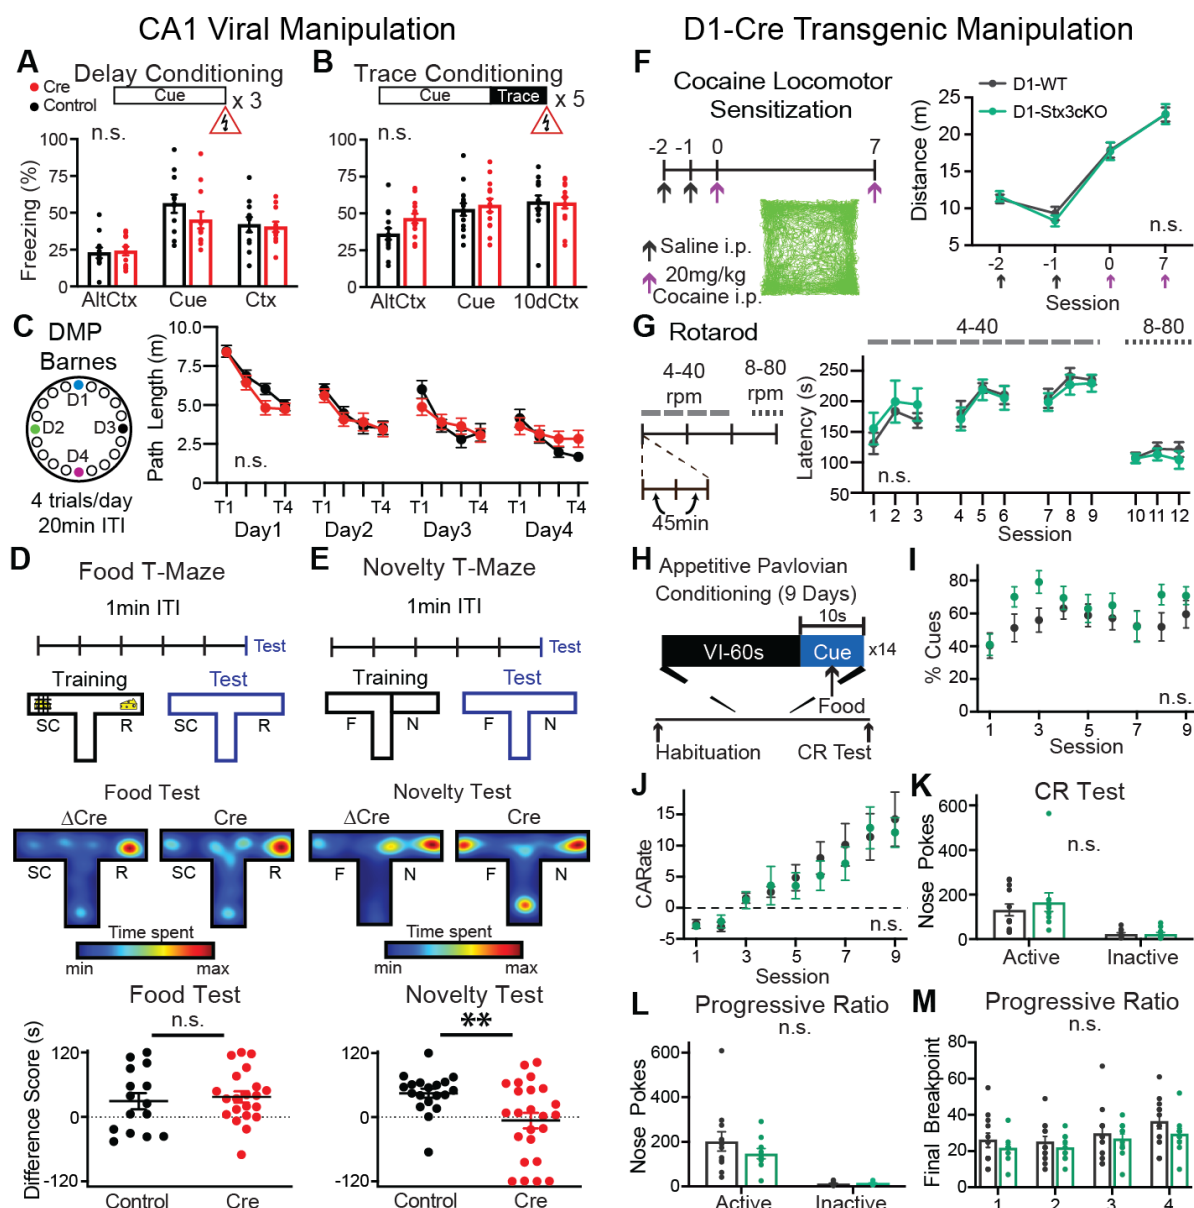 CA1 Viral Manipulation
D1-Cre Transgenic Manipulation
A
Delay Conditioning
Cre
Control
Cue
x 3
n.s.
Freezing (%)
100
75
50
25
0
AltCtx
Cue
Ctx
B
Trace Conditioning
Cue
Trace
x 5
n.s.
100
75
50
25
0
AltCtx
Cue
10dCtx
C
DMP
Barnes
D1
D2
D3
D4
4 trials/day
20min ITI
Path Length (m)
10.0
7.5
5.0
2.5
0
n.s.
T1
T4
T1
T4
T1
T4
T1
T4
Day1
Day2
Day3
Day4
D
Food T-Maze
1min ITI
Test
Training
Test
SC
R
SC
R
Food Test
ΔCre
Cre
SC
R
SC
R
Time spent
min
max
Food Test
n.s.
Difference Score (s)
120
0
-120
Control
Cre
E
Novelty T-Maze
1min ITI
Test
Training
Test
F
N
F
N
Novelty Test
ΔCre
Cre
F
N
F
N
Time spent
min
max
Novelty Test
**
120
0
-120
Control
Cre
F
Cocaine Locomotor
Sensitization
-2
-1
0
7
Saline i.p.
20mg/kg
Cocaine i.p.
D1-WT
D1-Stx3cKO
Distance (m)
25
20
15
10
5
n.s.
-2
-1
0
7
Session
G
Rotarod
4-40
rpm
8-80
rpm
45min
4-40
8-80
Latency (s)
250
200
150
100
50
n.s.
1
2
3
4
5
6
7
8
9
10
11
12
Session
H
Appetitive Pavlovian
Conditioning (9 Days)
10s
VI-60s
Cue
x14
Food
Habituation
CR Test
I
% Cues
80
60
40
20
0
n.s.
1
3
5
7
9
Session
J
CARate
15
10
5
0
-5
n.s.
1
3
5
7
9
Session
K
CR Test
n.s.
Nose Pokes
600
400
200
0
Active
Inactive
L
Progressive Ratio
n.s.
Nose Pokes
600
400
200
0
Active
Inactive
M
Progressive Ratio
n.s.
Final Breakpoint
80
60
40
20
0
1
2
3
4